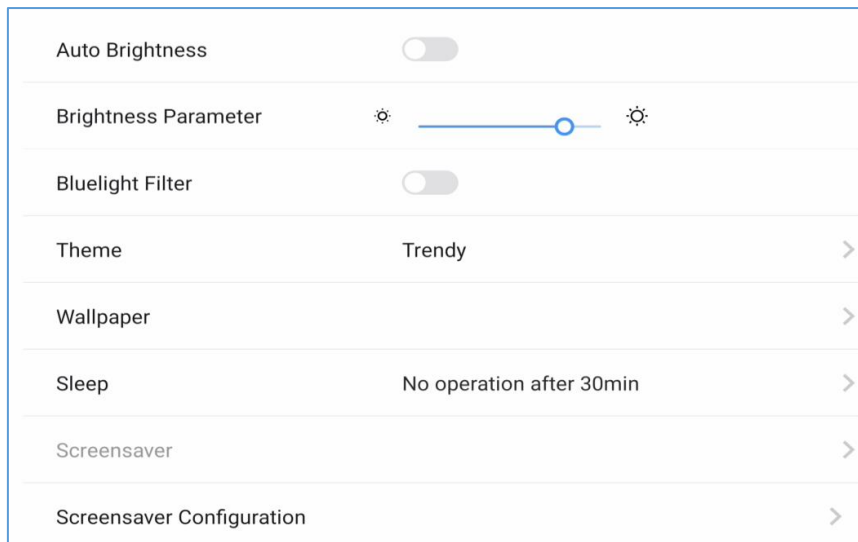 Auto Brightness
Brightness Parameter
Bluelight Filter
Theme Trendy
Wallpaper
Sleep No operation after 30min
Screensaver
Screensaver Configuration